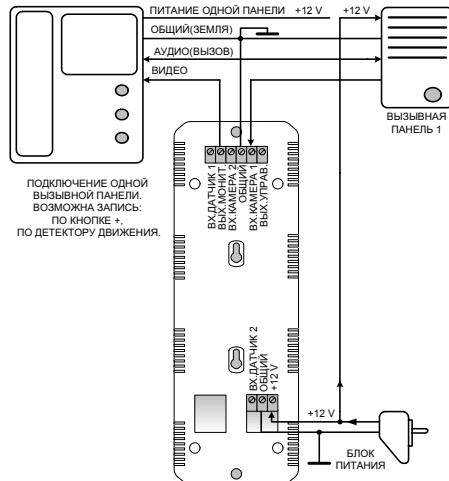 ПИТАНИЕ ОДНОЙ ПАНЕЛИ +12 V +12 V
ОБЩИЙ(ЗЕМЛЯ)
АУДИО(ВЫЗОВ)
ВИДЕО
ВЫЗЫВНАЯ
ПАНЕЛЬ 1
ПОДКЛЮЧЕНИЕ ОДНОЙ
ВЫЗЫВНОЙ ПАНЕЛИ.
ВОЗМОЖНА ЗАПИСЬ:
ПО КНОПКЕ +,
ПО ДЕТЕКТОРУ ДВИЖЕНИЯ.
ВХ.ДАТЧИК 1
ВЫХ.МОНИТ.
ВХ.КАМЕРА 2
ОБЩИЙ
ВХ.КАМЕРА 1
ВЫХ.УПРАВ.
ВХ.ДАТЧИК 2
ОБЩИЙ
+12 V
+12 V
БЛОК
ПИТАНИЯ